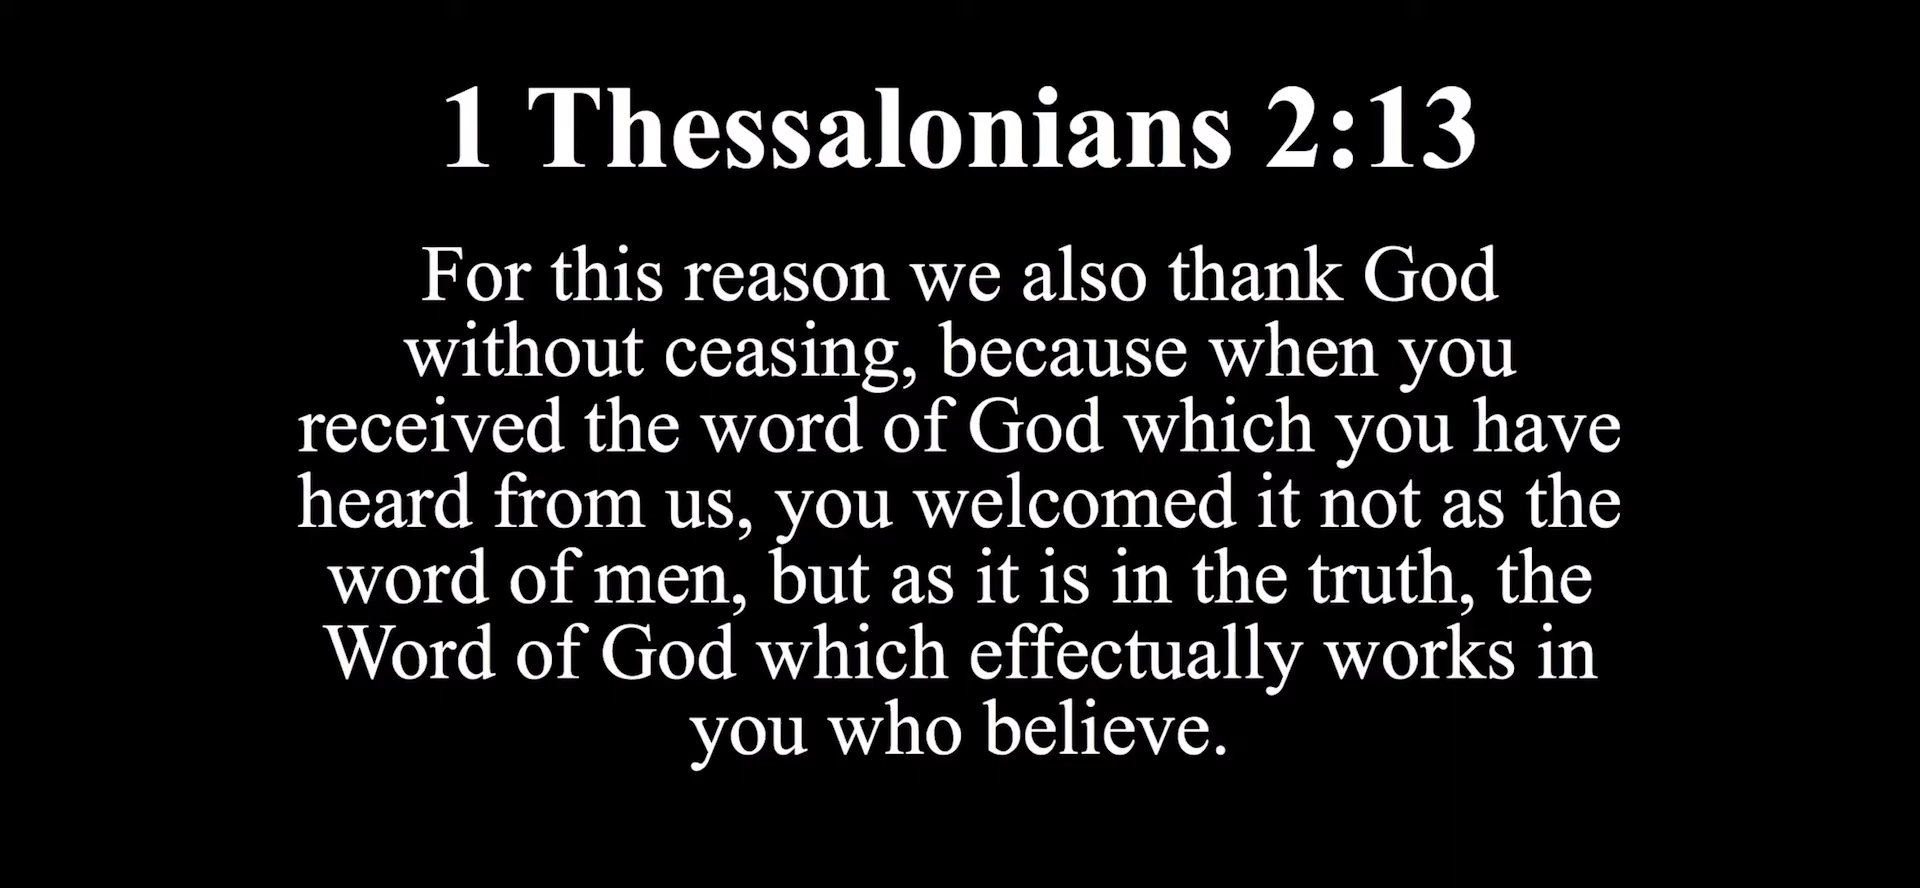 1 Thessalonians 2:13
For this reason we also thank God
without ceasing, because when you
received the word of God which you have
heard from us, you welcomed it not as the
word of men, but as it is in the truth, the
Word of God which effectually works in
you who believe.